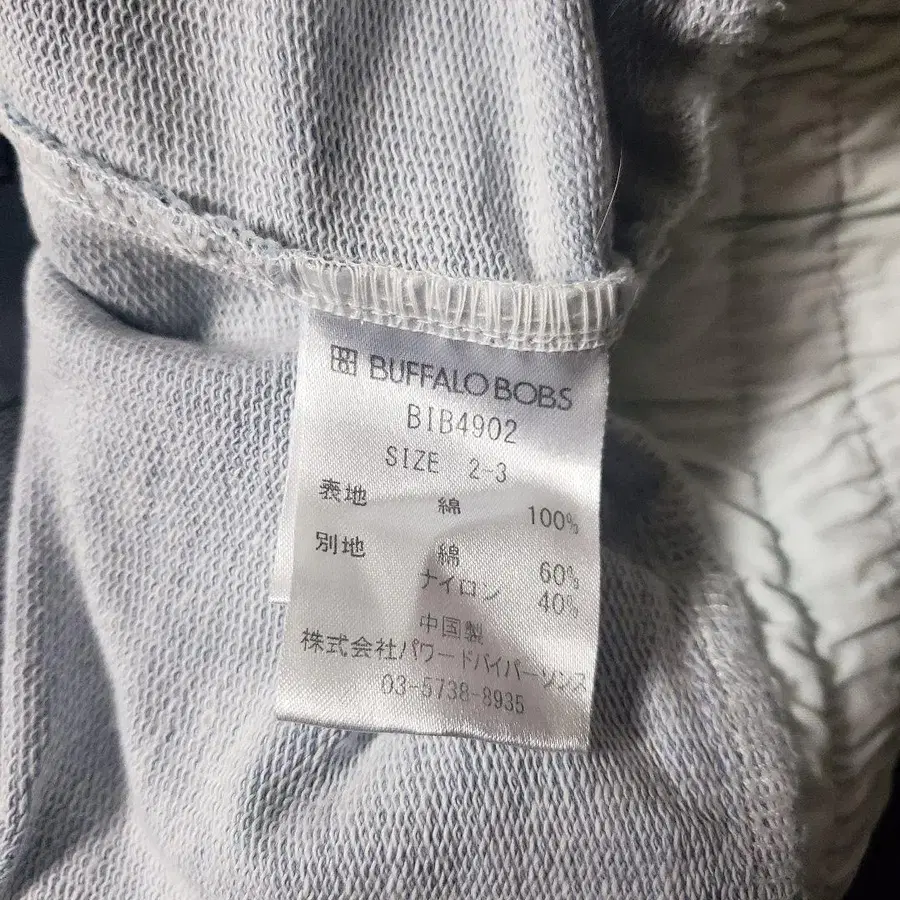 BUFFALO BOBS
BIB4902
SIZE 2-3
表地 綿 100%
別地 綿 60%
ナイロン 40%
中国製
株式会社パワードバイパーソンズ
03-5738-8935